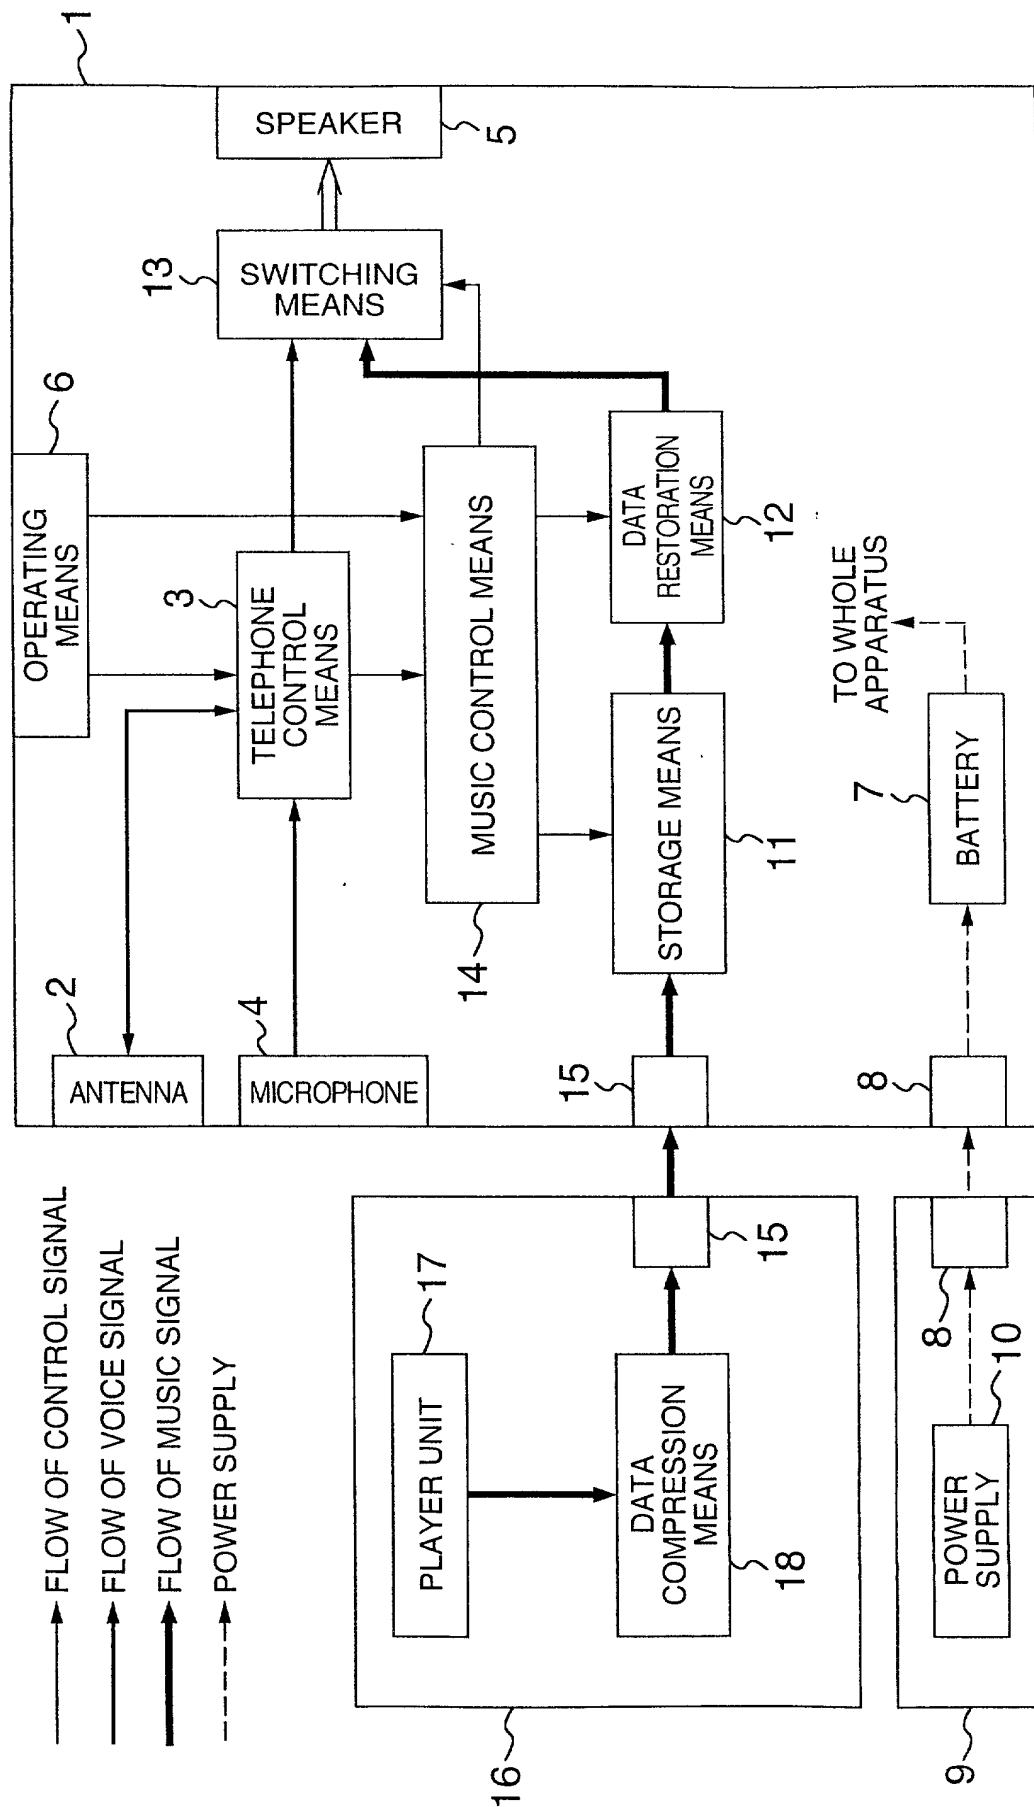 FLOW OF CONTROL SIGNAL
FLOW OF VOICE SIGNAL
FLOW OF MUSIC SIGNAL
POWER SUPPLY
1
2
ANTENNA
4
MICROPHONE
6
OPERATING
MEANS
3
TELEPHONE
CONTROL
MEANS
13
SWITCHING
MEANS
SPEAKER
5
14
MUSIC CONTROL MEANS
15
STORAGE MEANS
11
DATA
RESTORATION
MEANS
12
8
7
BATTERY
TO WHOLE
APPARATUS
16
17
PLAYER UNIT
DATA
COMPRESSION
MEANS
18
15
9
POWER
SUPPLY
10
8